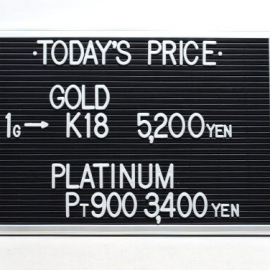 ·TODAY'S PRICE·
GOLD
1G→ K18 5,200YEN
PLATINUM
PT900 3,400YEN